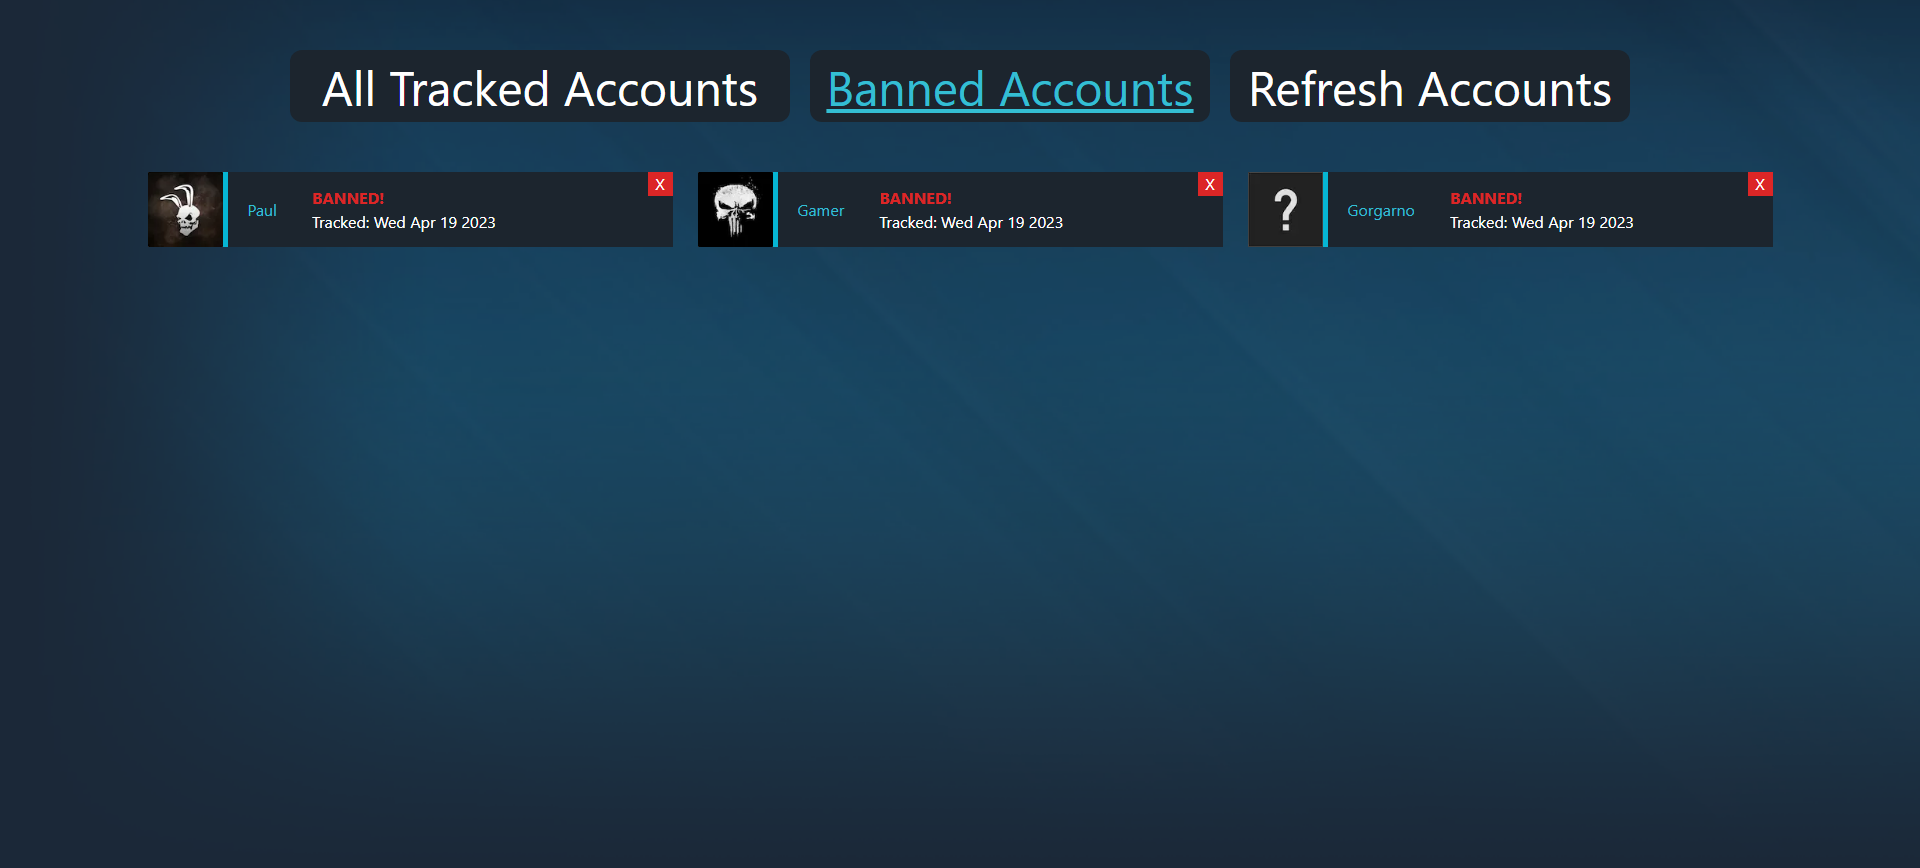 All Tracked Accounts
Banned Accounts
Refresh Accounts
Paul
BANNED!
Tracked: Wed Apr 19 2023
X
Gamer
BANNED!
Tracked: Wed Apr 19 2023
X
?
Gorgarno
BANNED!
Tracked: Wed Apr 19 2023
X